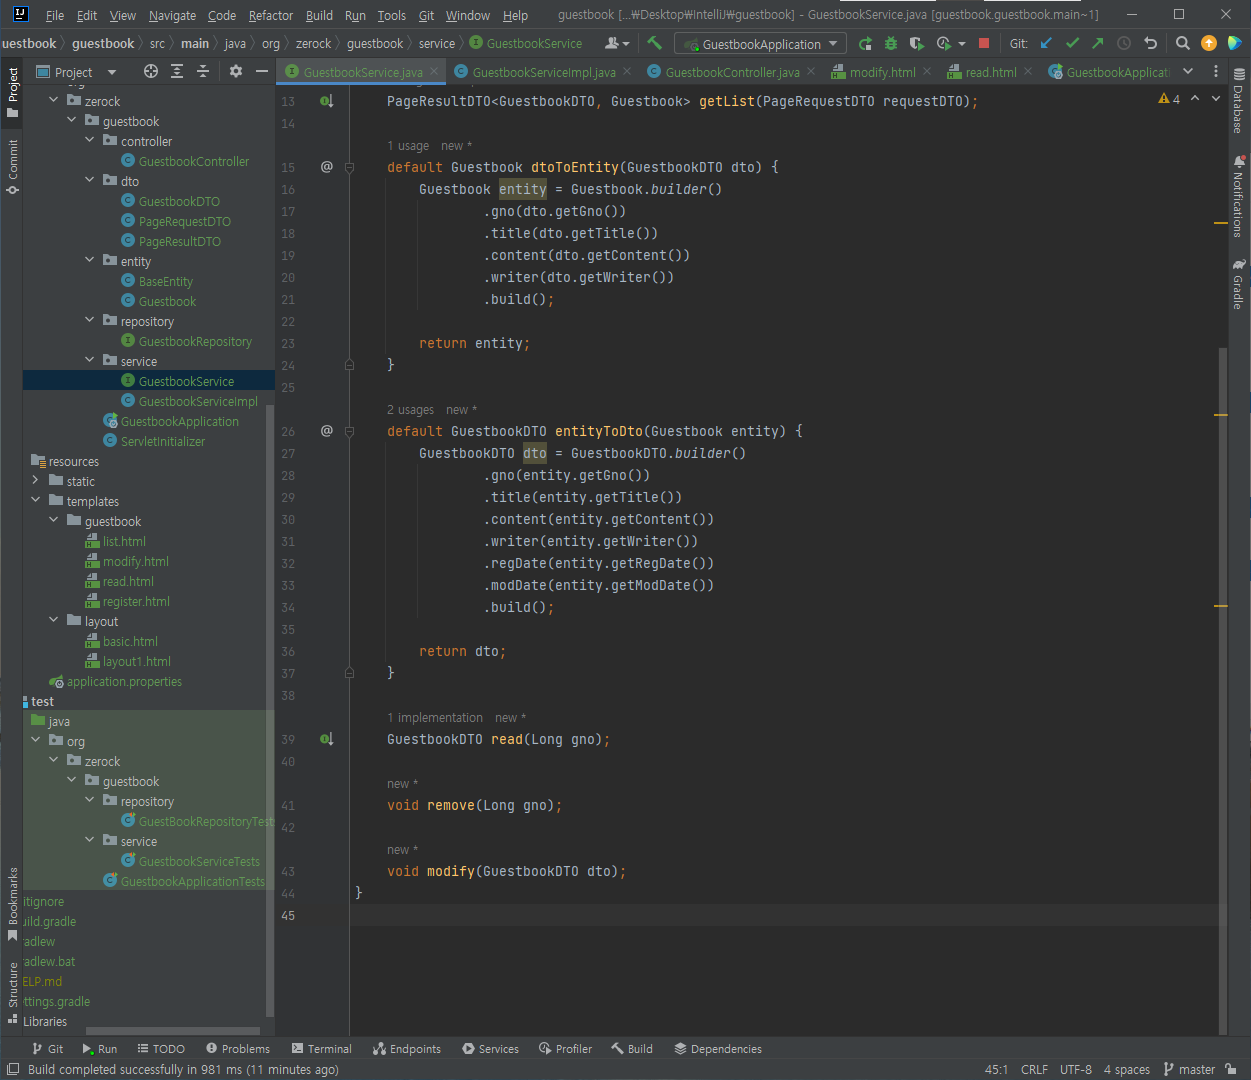 File Edit View Navigate Code Refactor Build Run Tools Git Window Help guestbook [...₩Desktop₩IntelliJ₩guestbook] - GuestbookService.java [guestbook.guestbook.main~1]
uestbook guestbook src main java org zerock guestbook service GuestbookService GuestbookApplication Git:
Project GuestbookService.java GuestbookServiceImpl.java GuestbookController.java modify.html read.html GuestbookApplicati
org
zerock
guestbook
controller
GuestbookController
dto
GuestbookDTO
PageRequestDTO
PageResultDTO
entity
BaseEntity
Guestbook
repository
GuestbookRepository
service
GuestbookService
GuestbookServiceImpl
GuestbookApplication
ServletInitializer
resources
static
templates
guestbook
list.html
modify.html
read.html
register.html
layout
basic.html
layout1.html
application.properties
test
java
org
zerock
guestbook
repository
GuestBookRepositoryTest
service
GuestbookServiceTests
GuestbookApplicationTests
itignore
uild.gradle
radlew
radlew.bat
ELP.md
ettings.gradle
Libraries
13 PageResultDTO<GuestbookDTO, Guestbook> getList(PageRequestDTO requestDTO);
4
14
1 usage new *
15 @ default Guestbook dtoToEntity(GuestbookDTO dto) {
16 Guestbook entity = Guestbook.builder()
17 .gno(dto.getGno())
18 .title(dto.getTitle())
19 .content(dto.getContent())
20 .writer(dto.getWriter())
21 .build();
22
23 return entity;
24 }
25
2 usages new *
26 @ default GuestbookDTO entityToDto(Guestbook entity) {
27 GuestbookDTO dto = GuestbookDTO.builder()
28 .gno(entity.getGno())
29 .title(entity.getTitle())
30 .content(entity.getContent())
31 .writer(entity.getWriter())
32 .regDate(entity.getRegDate())
33 .modDate(entity.getModDate())
34 .build();
35
36 return dto;
37 }
38
1 implementation new *
39 GuestbookDTO read(Long gno);
40
new *
41 void remove(Long gno);
42
new *
43 void modify(GuestbookDTO dto);
44 }
45
Project
Commit
Bookmarks
Structure
Database
Notifications
Gradle
Git Run TODO Problems Terminal Endpoints Services Profiler Build Dependencies
Build completed successfully in 981 ms (11 minutes ago) 45:1 CRLF UTF-8 4 spaces master